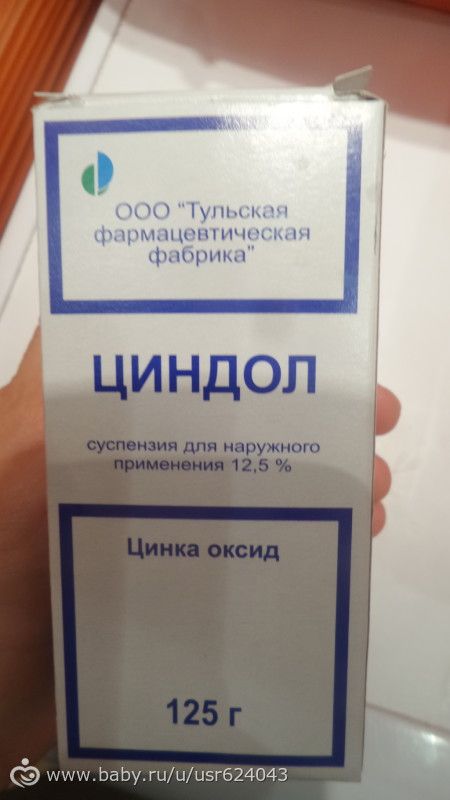 ООО "Тульская
фармацевтическая
фабрика"
ЦИНДОЛ
суспензия для наружного
применения 12,5 %
Цинка оксид
125 г
www.baby.ru/u/usr624043